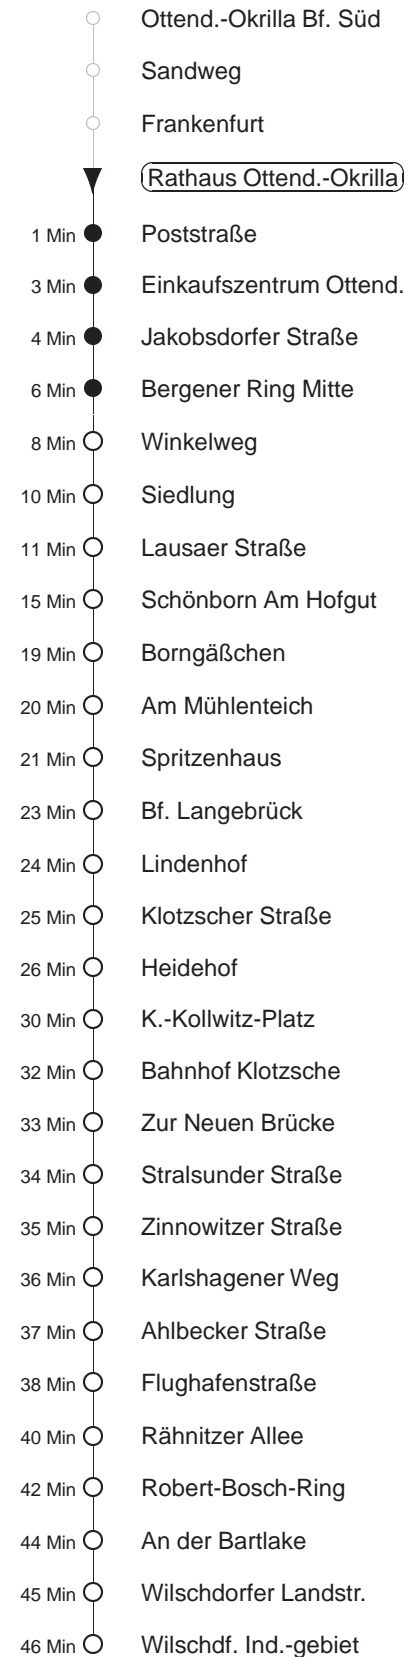 Ottend.-Okrilla Bf. Süd
Sandweg
Frankenfurt
Rathaus Ottend.-Okrilla
1 Min Poststraße
3 Min Einkaufszentrum Ottend.
4 Min Jakobsdorfer Straße
6 Min Bergener Ring Mitte
8 Min Winkelweg
10 Min Siedlung
11 Min Lausaer Straße
15 Min Schönborn Am Hofgut
19 Min Borngäßchen
20 Min Am Mühlenteich
21 Min Spritzenhaus
23 Min Bf. Langebrück
24 Min Lindenhof
25 Min Klotzscher Straße
26 Min Heidehof
30 Min K.-Kollwitz-Platz
32 Min Bahnhof Klotzsche
33 Min Zur Neuen Brücke
34 Min Stralsunder Straße
35 Min Zinnowitzer Straße
36 Min Karlshagener Weg
37 Min Ahlbecker Straße
38 Min Flughafenstraße
40 Min Rähnitzer Allee
42 Min Robert-Bosch-Ring
44 Min An der Bartlake
45 Min Wilschdorfer Landstr.
46 Min Wilschdf. Ind.-gebiet